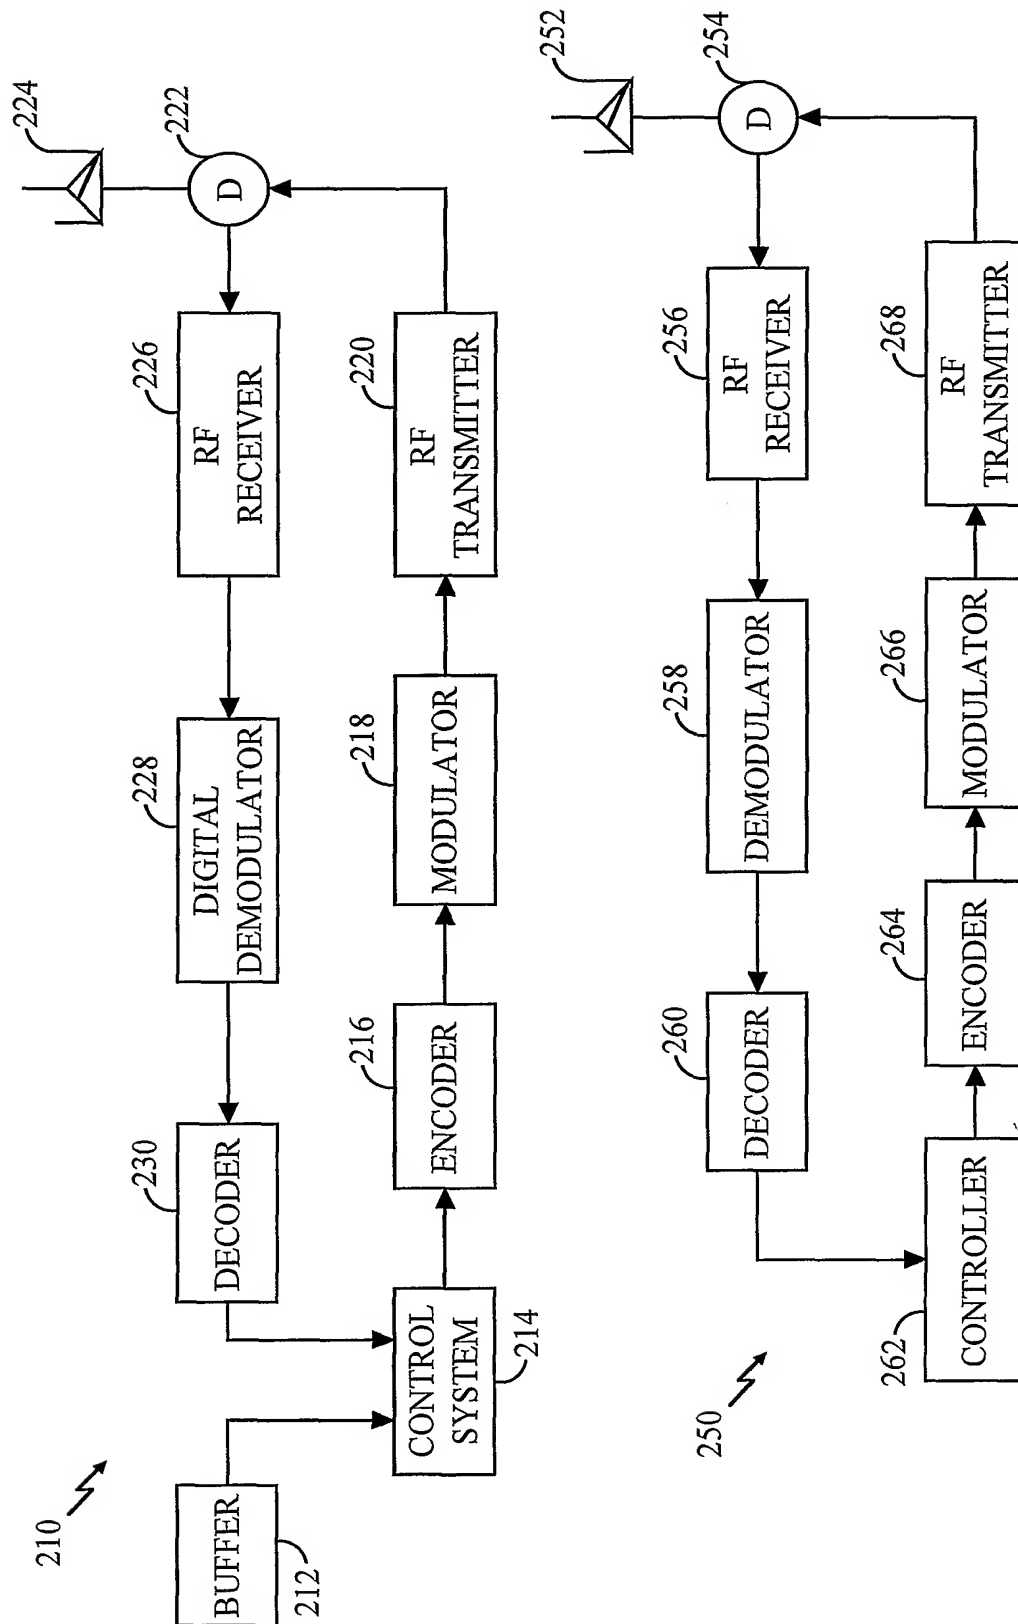 210
BUFFER
212
230
DECODER
228
DIGITAL
DEMODULATOR
226
RF
RECEIVER
224
222
D
CONTROL
SYSTEM
214
216
ENCODER
218
MODULATOR
220
RF
TRANSMITTER
250
260
DECODER
258
DEMODULATOR
256
RF
RECEIVER
252
254
D
262
CONTROLLER
264
ENCODER
266
MODULATOR
268
RF
TRANSMITTER